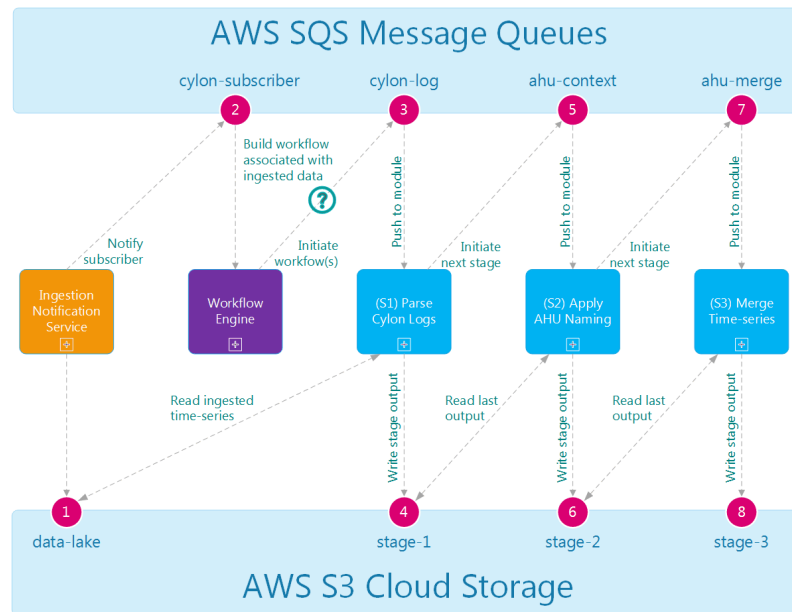 AWS SQS Message Queues
cylon-subscriber
cylon-log
ahu-context
ahu-merge
2
3
5
7
Build workflow
associated with
ingested data
?
Push to module
Push to module
Push to module
Notify
subscriber
Initiate
workfow(s)
Initiate
next stage
Initiate
next stage
Ingestion
Notification
Service
Workflow
Engine
(S1) Parse
Cylon Logs
(S2) Apply
AHU Naming
(S3) Merge
Time-series
Read ingested
time-series
Write stage output
Read last
output
Write stage output
Read last
output
Write stage output
1
4
6
8
data-lake
stage-1
stage-2
stage-3
AWS S3 Cloud Storage